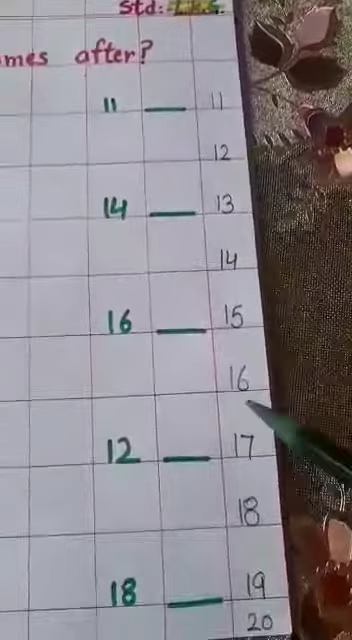 Std:
mes after?
11 __ 11
12
14 __ 13
14
16 __ 15
16
12 __ 17
18
18 __ 19
20